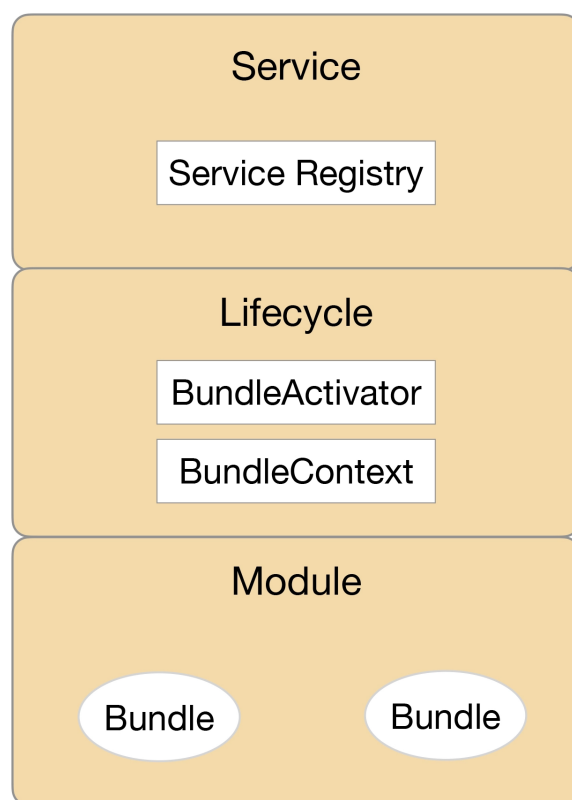 Service
Service Registry
Lifecycle
BundleActivator
BundleContext
Module
Bundle
Bundle